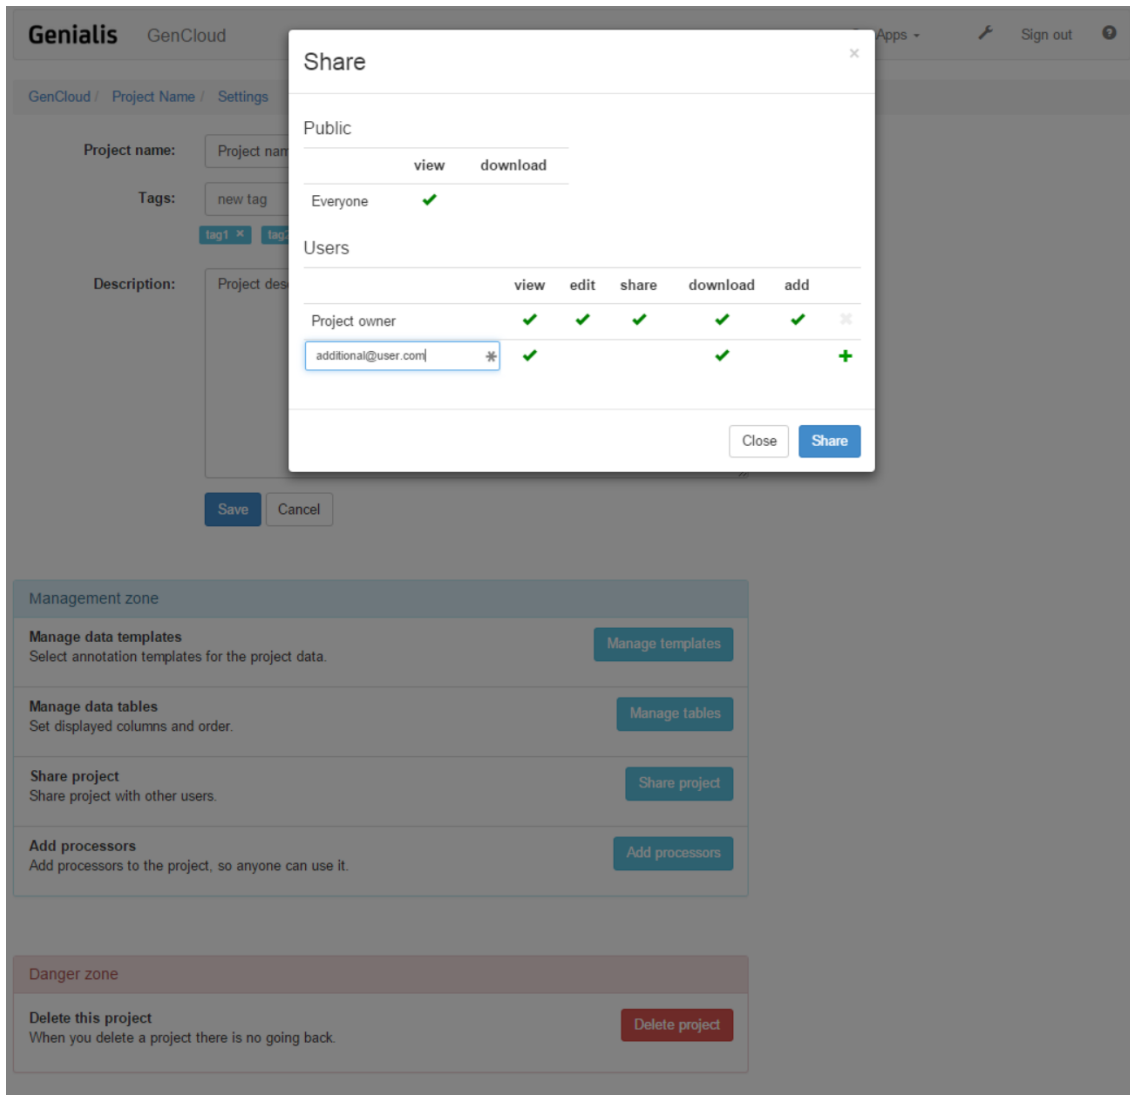 Genialis GenCloud Apps Sign out
GenCloud / Project Name / Settings
Project name: Project nam
Tags: new tag
tag1 × tag2
Description: Project des
Save Cancel
Share ×
Public
view download
Everyone
Users
view edit share download add
Project owner
additional@user.com
Close Share
Management zone
Manage data templates
Select annotation templates for the project data.
Manage templates
Manage data tables
Set displayed columns and order.
Manage tables
Share project
Share project with other users.
Share project
Add processors
Add processors to the project, so anyone can use it.
Add processors
Danger zone
Delete this project
When you delete a project there is no going back.
Delete project